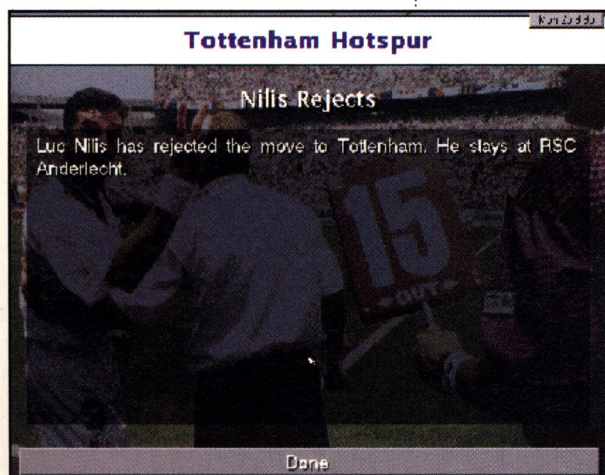 Tottenham Hotspur
Nilis Rejects
Luc Nilis has rejected the move to Tottenham. He stays at RSC
Anderlecht.
15
OUT
Done